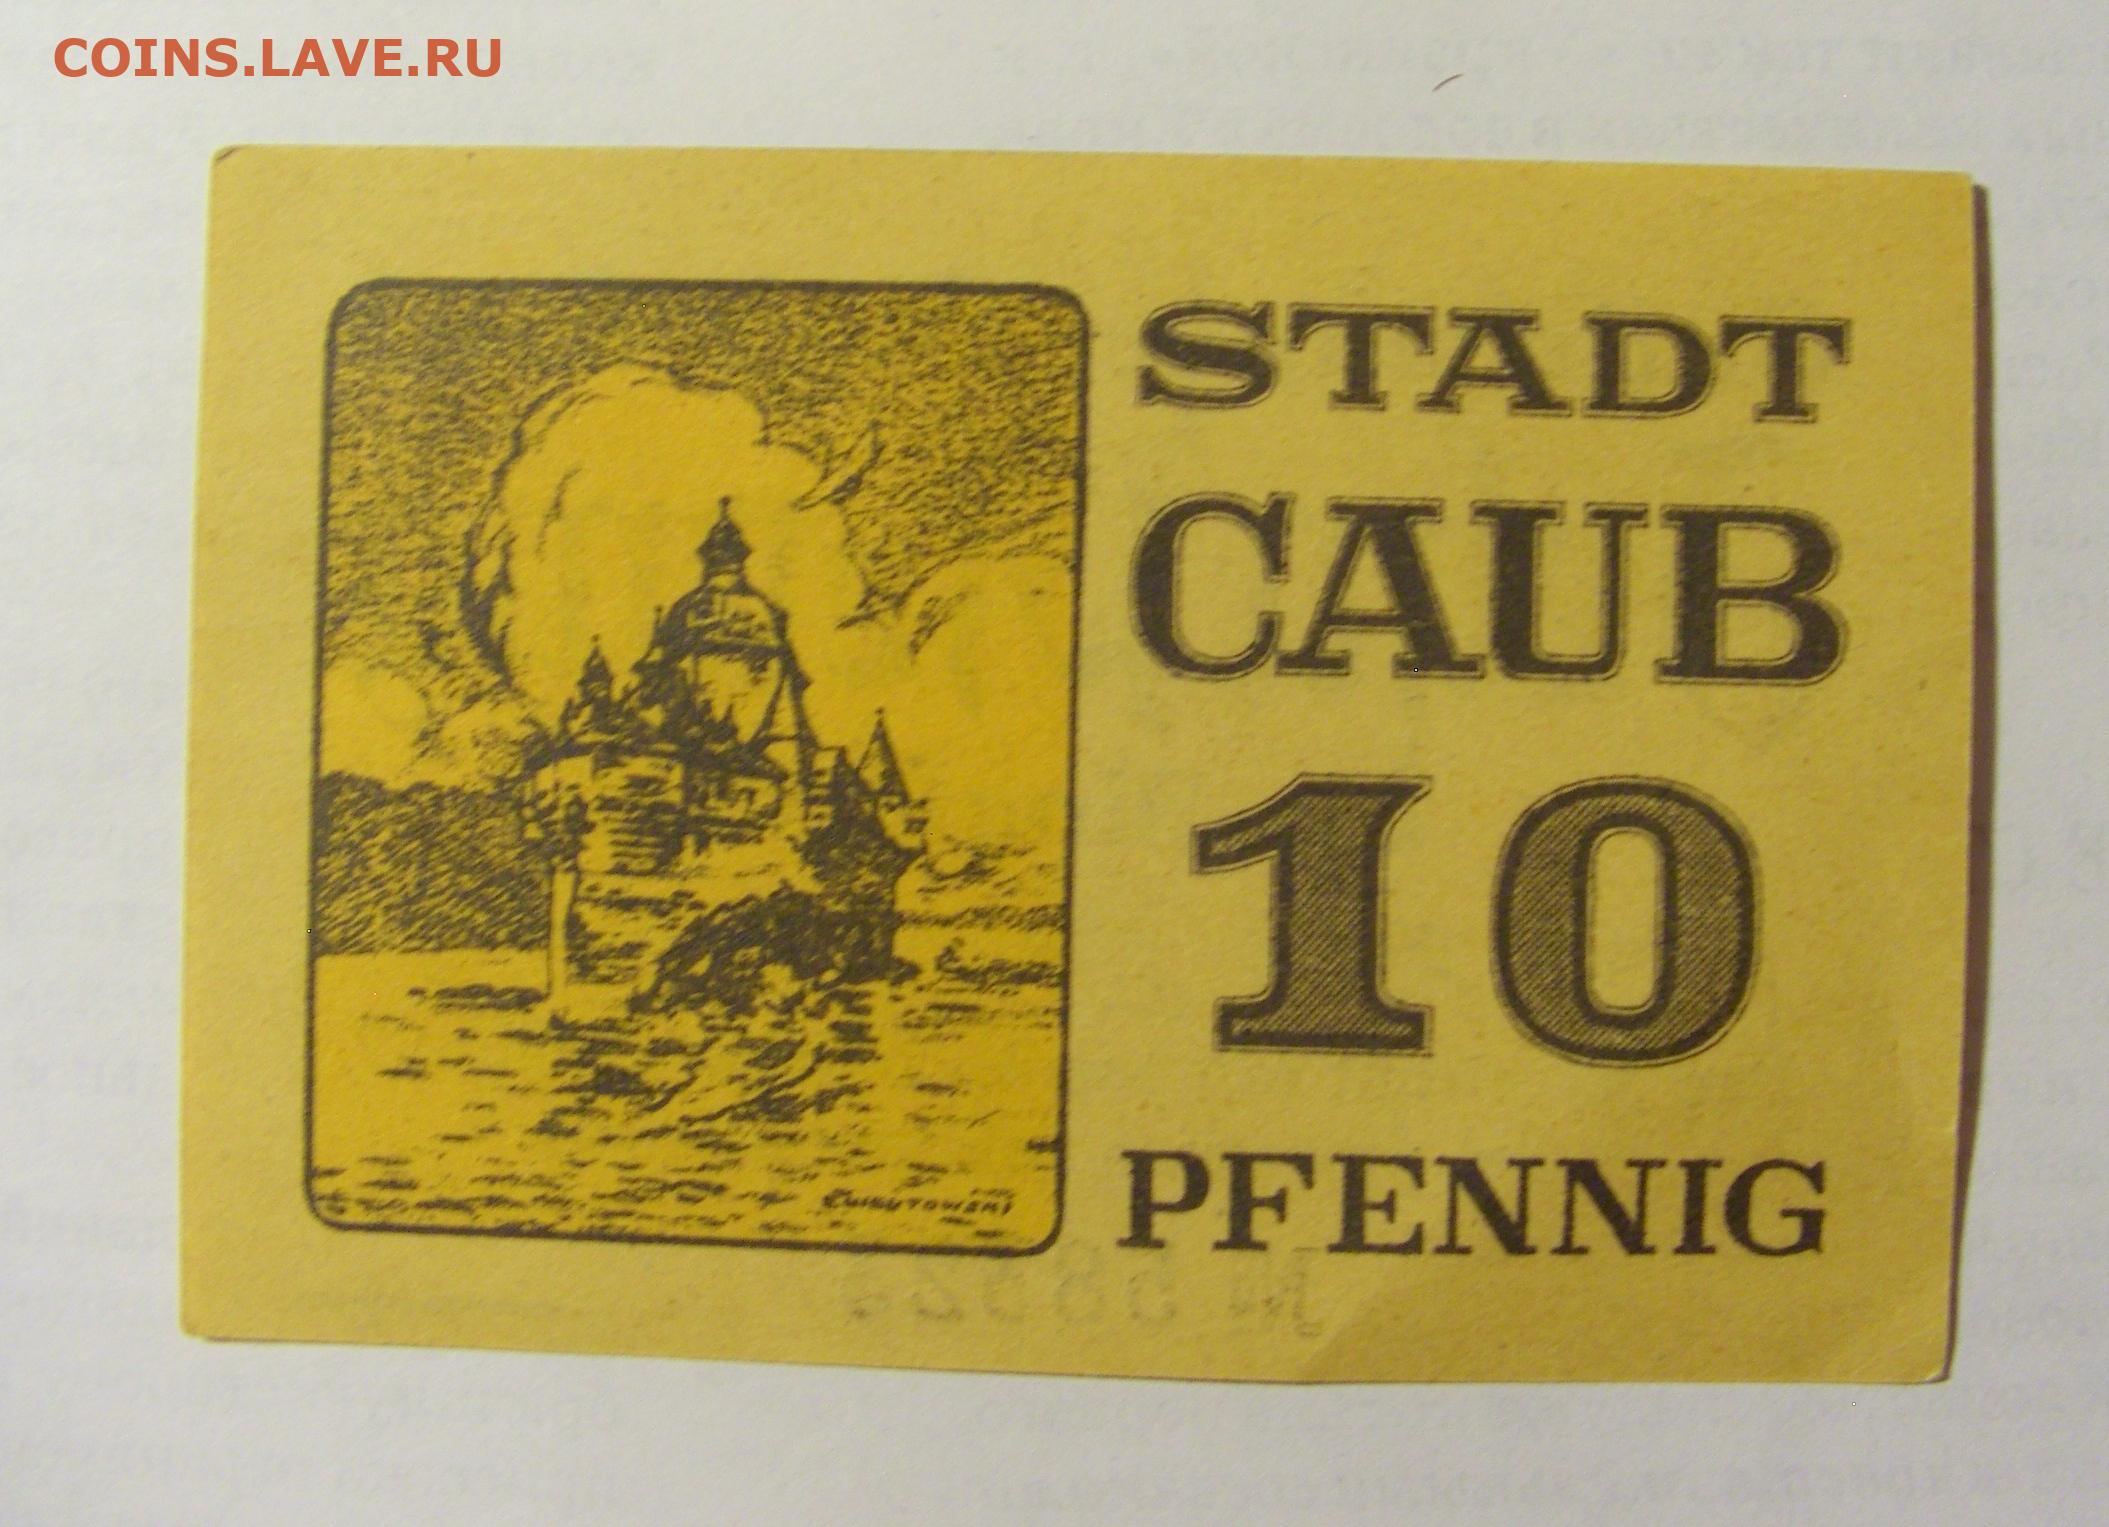 COINS.LAVE.RU
STADT
CAUB
10
PFENNIG